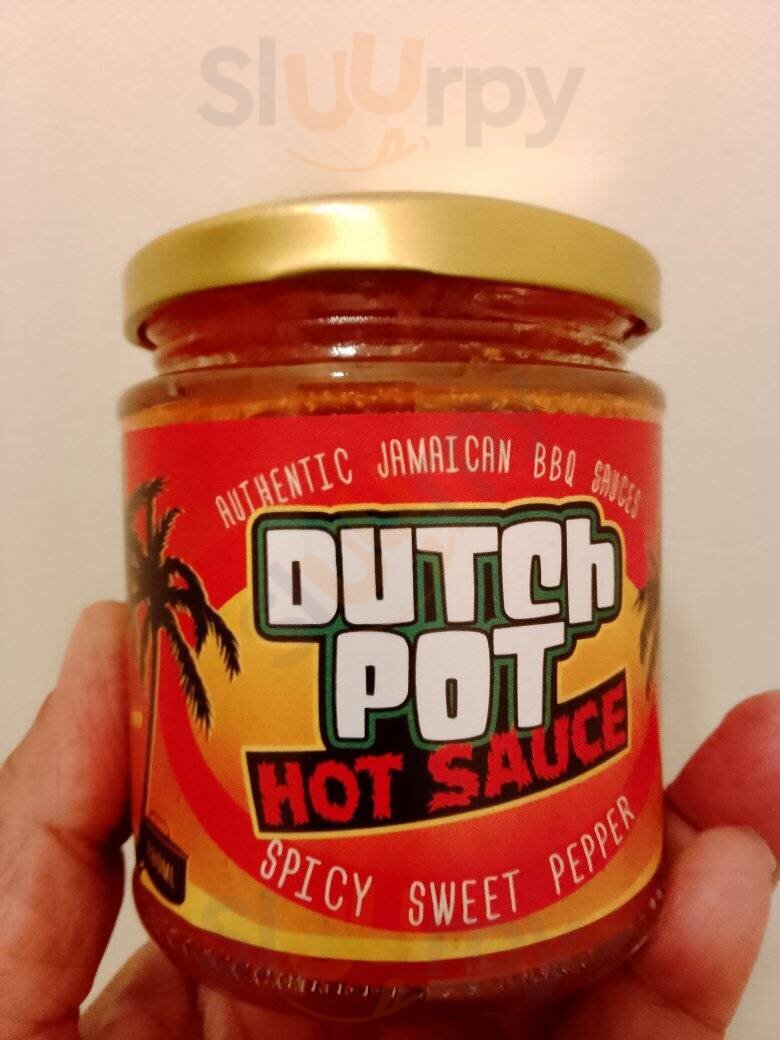 Sluurpy
AUTHENTIC JAMAICAN BBQ SAUCES
DUTCh
POT
HOT SAUCE
SPICY SWEET PEPPER